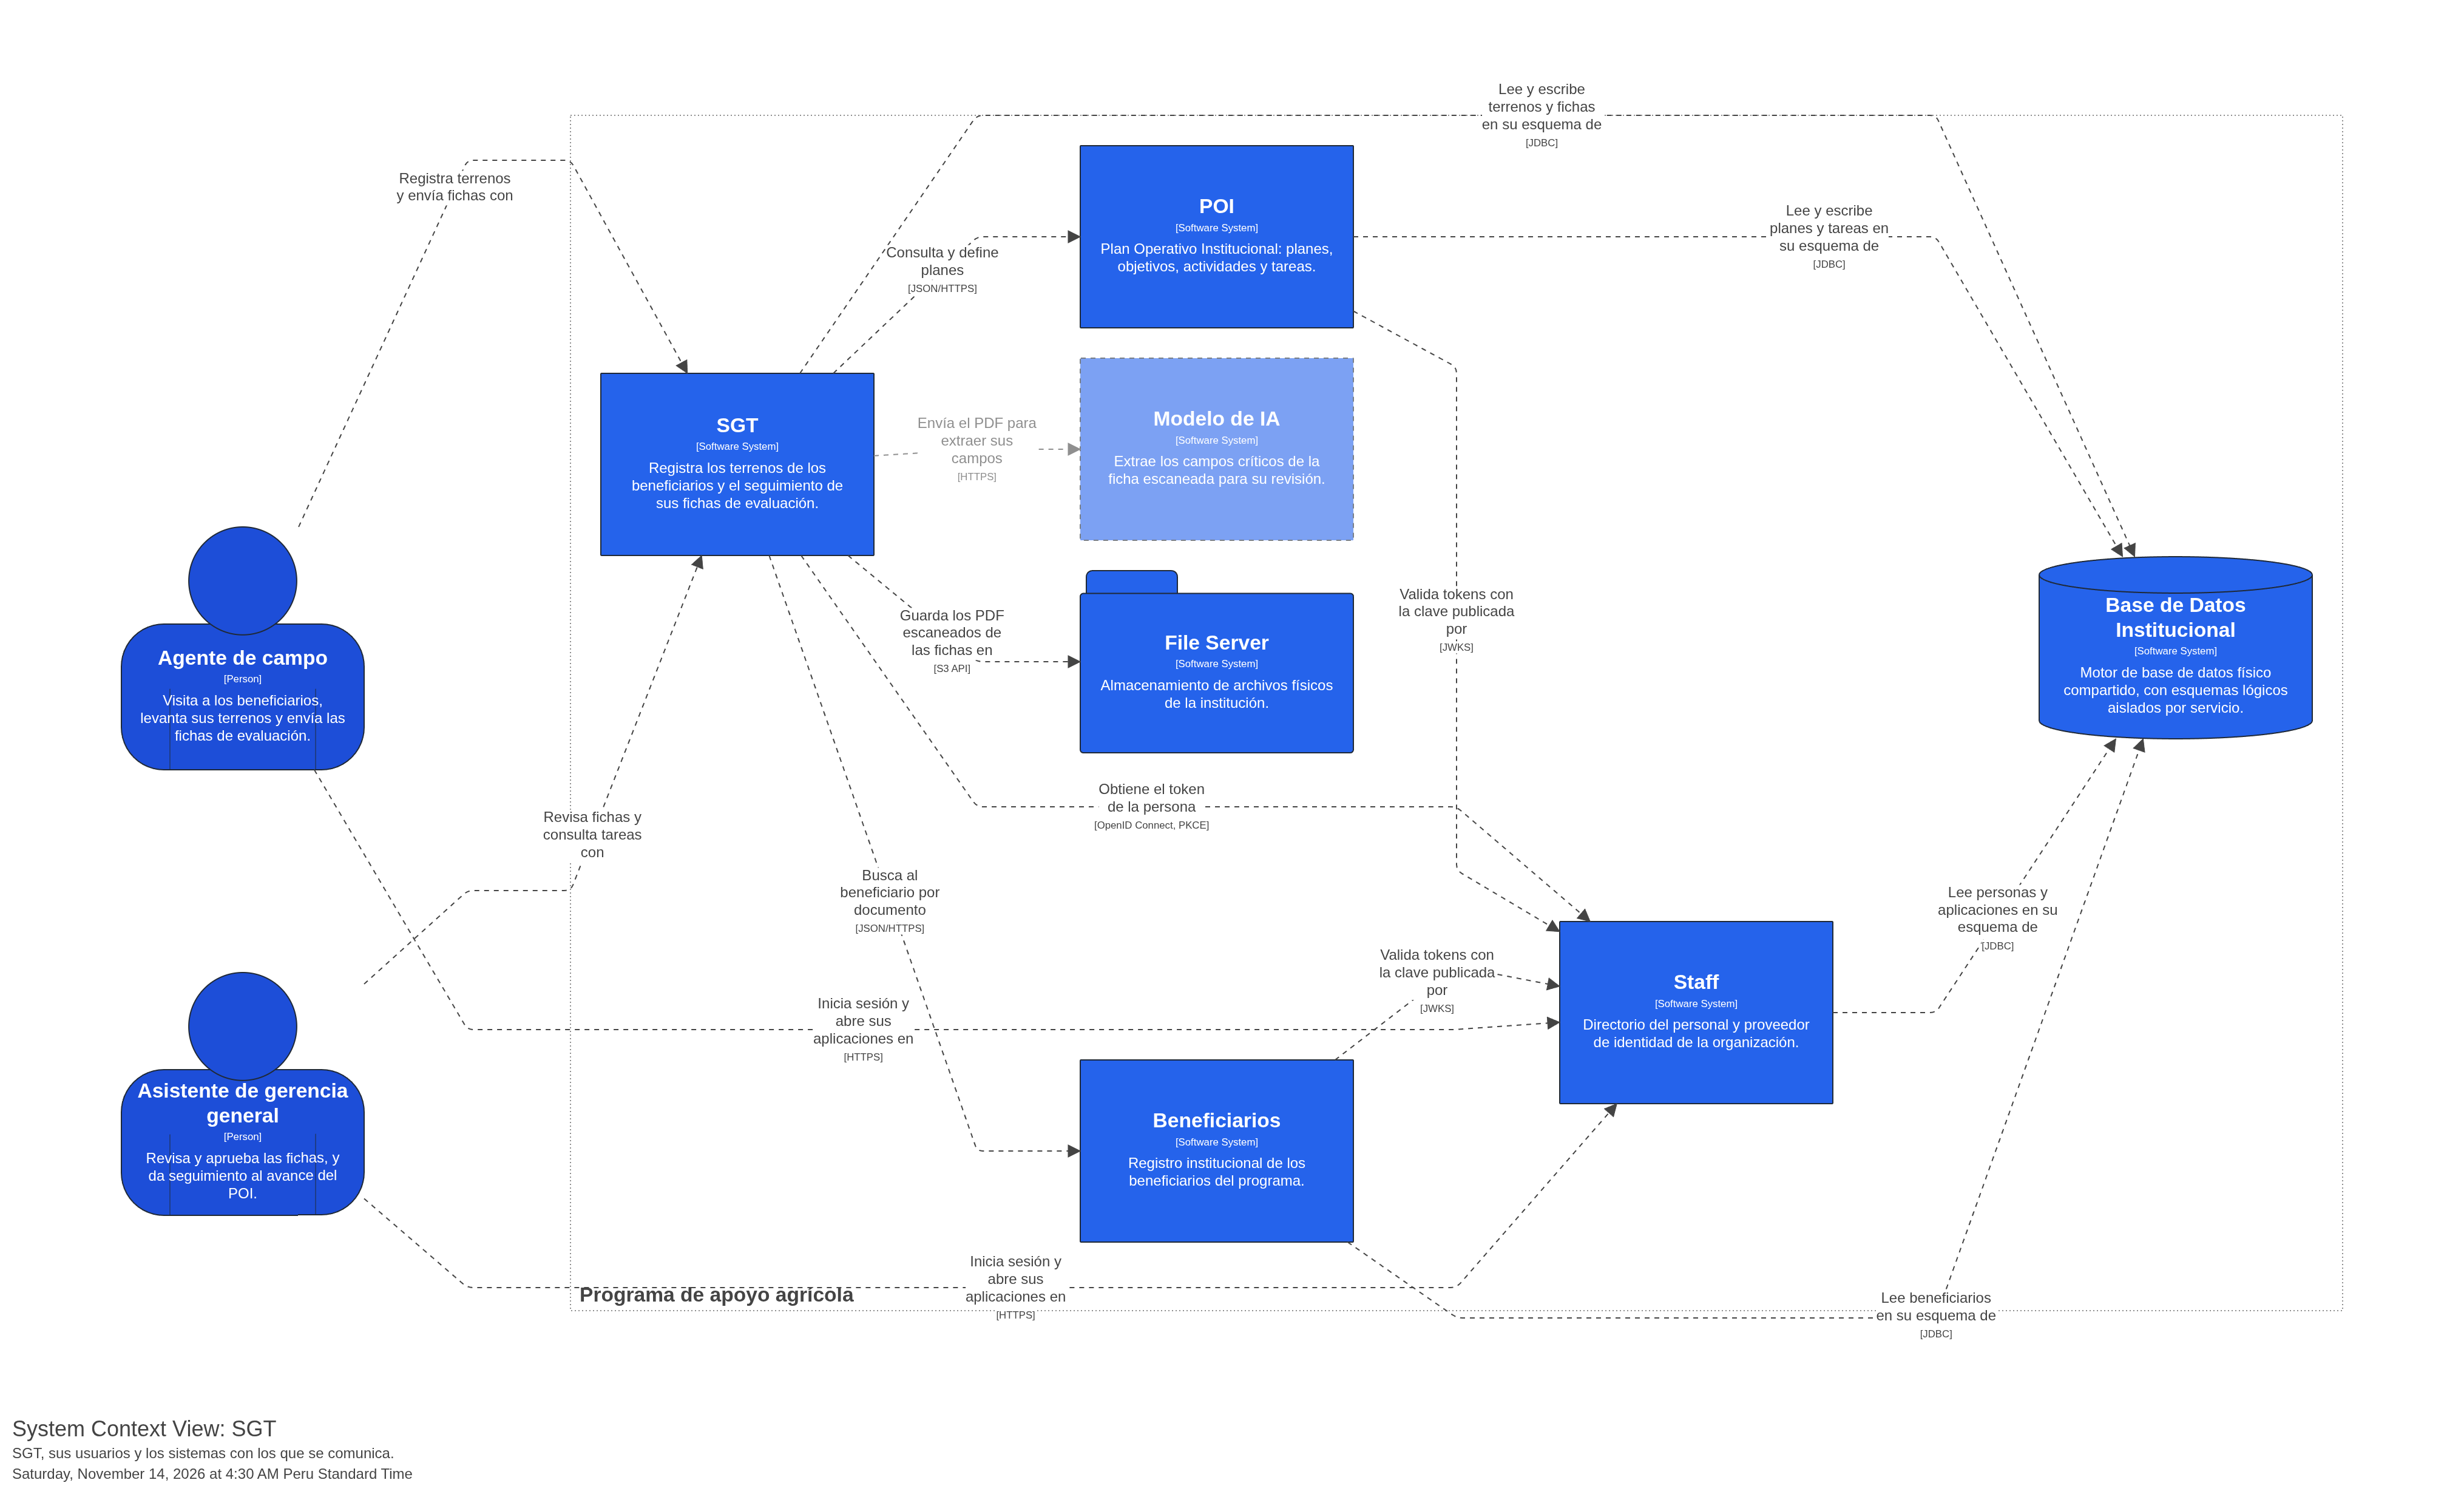 Lee y escribe
terrenos y fichas
en su esquema de
[JDBC]
Registra terrenos
y envía fichas con
POI
[Software System]
Plan Operativo Institucional: planes,
objetivos, actividades y tareas.
Lee y escribe
planes y tareas en
su esquema de
[JDBC]
Consulta y define
planes
[JSON/HTTPS]
SGT
[Software System]
Registra los terrenos de los
beneficiarios y el seguimiento de
sus fichas de evaluación.
Envía el PDF para
extraer sus
campos
[HTTPS]
Modelo de IA
[Software System]
Extrae los campos críticos de la
ficha escaneada para su revisión.
Valida tokens con
la clave publicada
por
[JWKS]
Guarda los PDF
escaneados de
las fichas en
[S3 API]
File Server
[Software System]
Almacenamiento de archivos físicos
de la institución.
Base de Datos
Institucional
[Software System]
Motor de base de datos físico
compartido, con esquemas lógicos
aislados por servicio.
Agente de campo
[Person]
Visita a los beneficiarios,
levanta sus terrenos y envía las
fichas de evaluación.
Obtiene el token
de la persona
[OpenID Connect, PKCE]
Revisa fichas y
consulta tareas
con
Busca al
beneficiario por
documento
[JSON/HTTPS]
Lee personas y
aplicaciones en su
esquema de
[JDBC]
Valida tokens con
la clave publicada
por
[JWKS]
Staff
[Software System]
Directorio del personal y proveedor
de identidad de la organización.
Inicia sesión y
abre sus
aplicaciones en
[HTTPS]
Asistente de gerencia
general
[Person]
Revisa y aprueba las fichas, y
da seguimiento al avance del
POI.
Beneficiarios
[Software System]
Registro institucional de los
beneficiarios del programa.
Inicia sesión y
abre sus
aplicaciones en
[HTTPS]
Programa de apoyo agrícola
Lee beneficiarios
en su esquema de
[JDBC]
System Context View: SGT
SGT, sus usuarios y los sistemas con los que se comunica.
Saturday, November 14, 2026 at 4:30 AM Peru Standard Time